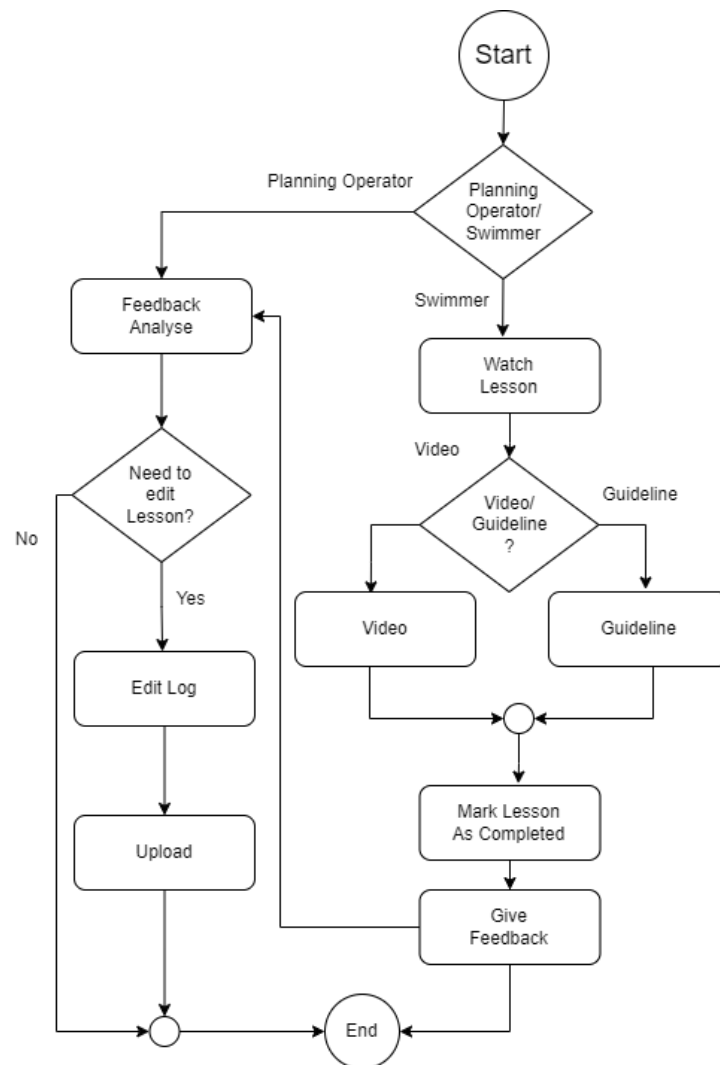 Start
Planning Operator
Planning
Operator/
Swimmer
Feedback
Analyse
Swimmer
Watch
Lesson
Video
Need to
edit
Lesson?
Video/
Guideline
?
Guideline
No
Yes
Video
Guideline
Edit Log
Mark Lesson
As Completed
Upload
Give
Feedback
End